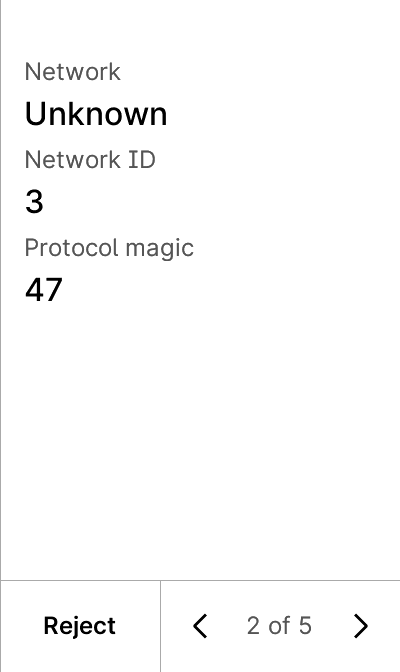 Network
Unknown
Network ID
3
Protocol magic
47
Reject
2 of 5